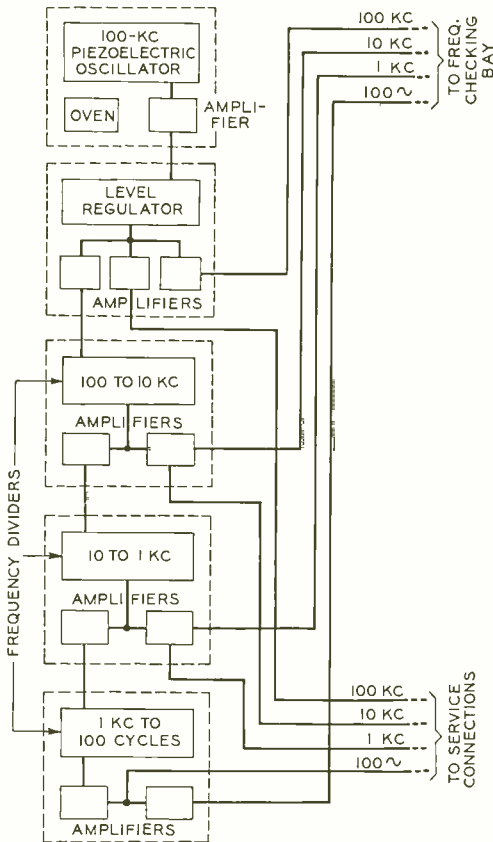 100-KC
PIEZOELECTRIC
OSCILLATOR
OVEN
AMPLI-
FIER
LEVEL
REGULATOR
AMPLIFIERS
100 TO 10 KC
AMPLIFIERS
10 TO 1 KC
AMPLIFIERS
1 KC TO
100 CYCLES
AMPLIFIERS
FREQUENCY DIVIDERS
100 KC
10 KC
1 KC
100~
TO FREQ.
CHECKING
BAY
100 KC
10 KC
1 KC
100~
TO SERVICE
CONNECTIONS